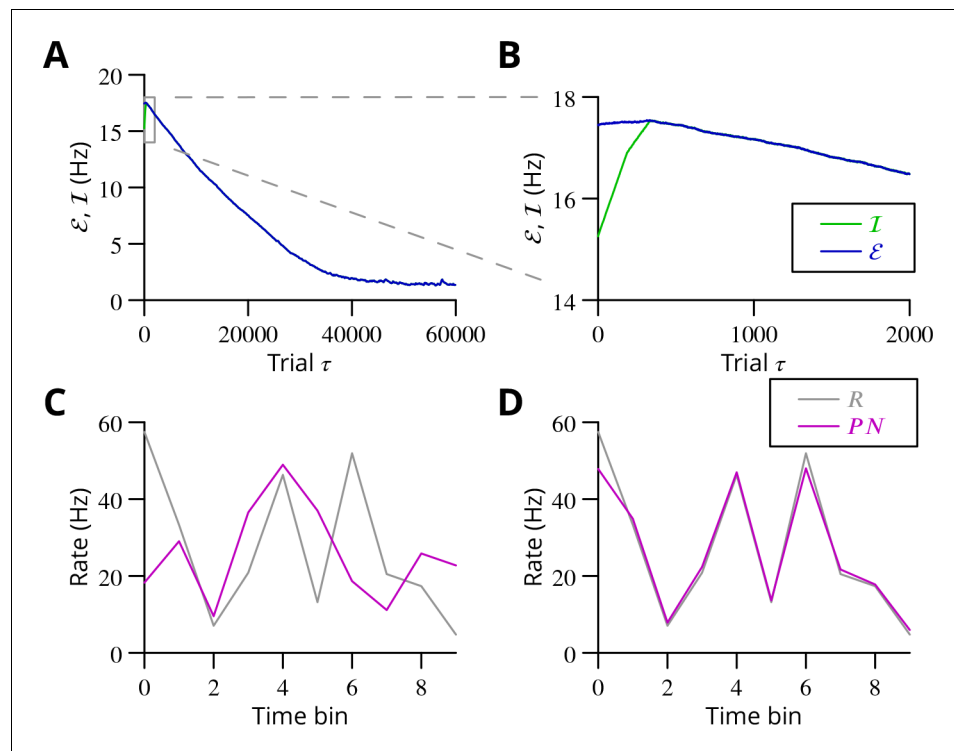 A
20
15
10
5
0
ℰ, ℐ (Hz)
0 20000 40000 60000
Trial τ
B
18
16
14
ℰ, ℐ (Hz)
ℐ
ℰ
0 1000 2000
Trial τ
C
60
40
20
0
Rate (Hz)
0 2 4 6 8
Time bin
D
R
PN
60
40
20
0
Rate (Hz)
0 2 4 6 8
Time bin